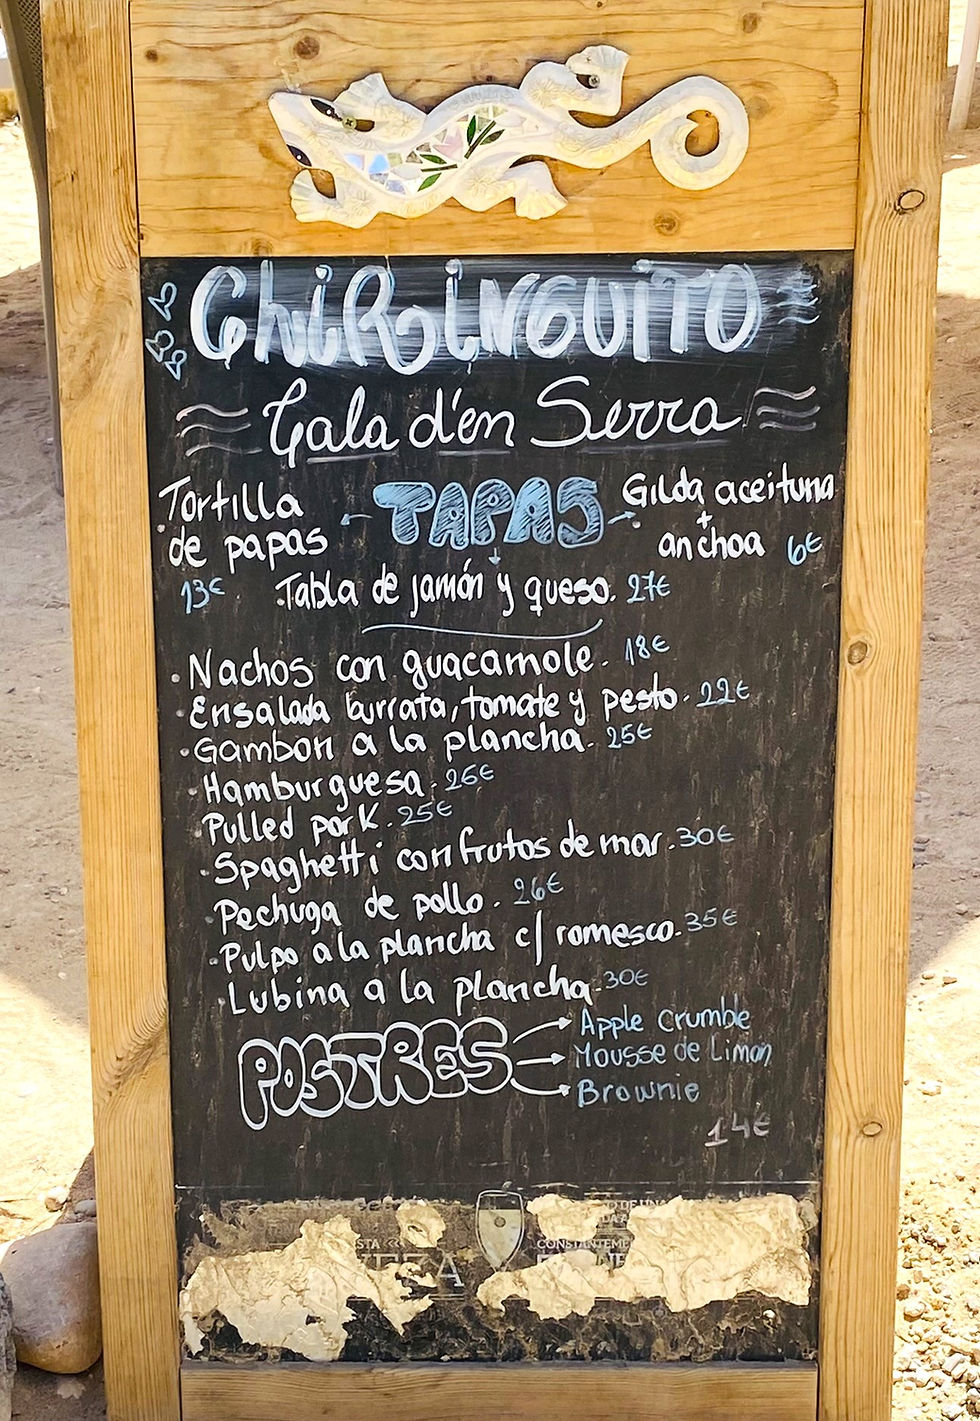 CHIRINGUITO
Cala d'en Serra
TAPAS
Tortilla
de papas
13€
Gilda aceituna
+
anchoa 6€
.Tabla de jamón y queso. 27€
. Nachos con guacamole. 18€
. Ensalada burrata, tomate y pesto. 22€
. Gambon a la plancha. 25€
. Hamburguesa. 26€
. Pulled pork. 25€
. Spaghetti con frutos de mar. 30€
. Pechuga de pollo. 26€
. Pulpo a la plancha c/ romesco. 35€
. Lubina a la plancha. 30€
POSTRES
Apple crumble
Mousse de Limon
Brownie
14€